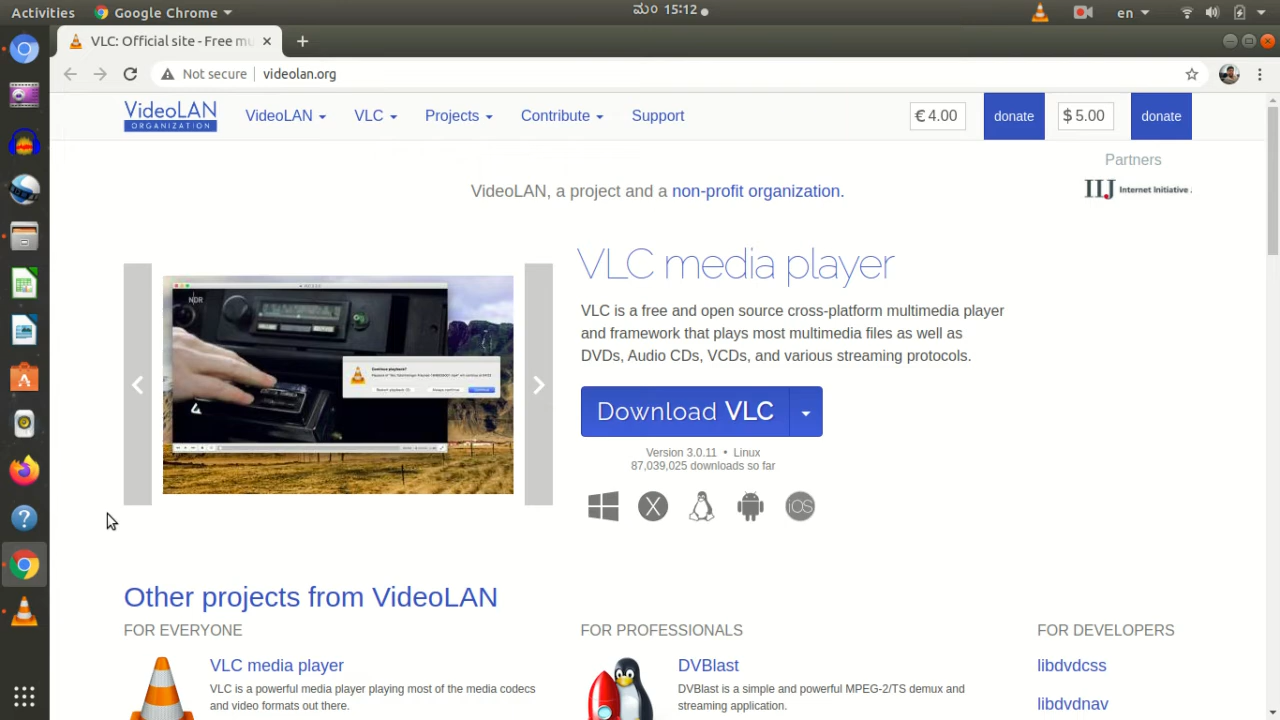 Activities
Google Chrome
ಮಂ 15:12
en
VLC: Official site - Free mu
Not secure
videolan.org
VideoLAN
ORGANIZATION
VideoLAN
VLC
Projects
Contribute
Support
€ 4.00
donate
$ 5.00
donate
Partners
IIJ Internet Initiative
VideoLAN, a project and a non-profit organization.
VLC media player
VLC is a free and open source cross-platform multimedia player
and framework that plays most multimedia files as well as
DVDs, Audio CDs, VCDs, and various streaming protocols.
NDR
Continue playback?
Download VLC
Version 3.0.11 • Linux
87,039,025 downloads so far
iOS
Other projects from VideoLAN
FOR EVERYONE
FOR PROFESSIONALS
FOR DEVELOPERS
VLC media player
VLC is a powerful media player playing most of the media codecs
and video formats out there.
DVBlast
DVBlast is a simple and powerful MPEG-2/TS demux and
streaming application.
libdvdcss
libdvdnav